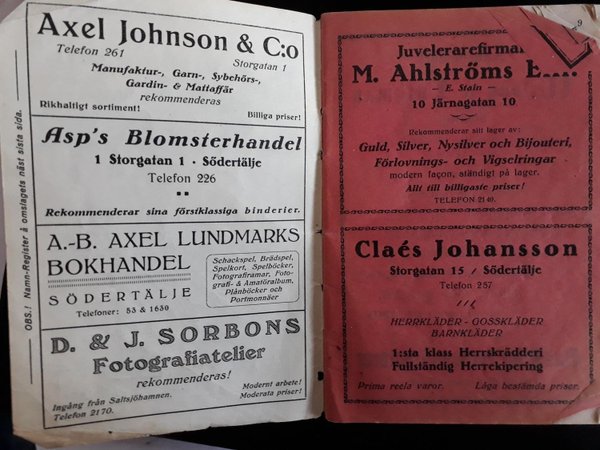 OBS.! Namn-Register å omslagets näst sista sida.
Axel Johnson & C:o
Telefon 261
Storgatan 1
Manufaktur-, Garn-, Sybehörs-,
Gardin- & Mattaffär
rekommenderas
Rikhaltigt sortiment!
Billiga priser!
Asp's Blomsterhandel
1 Storgatan 1 - Södertälje
Telefon 226
Rekommenderar sina förstklassiga binderier.
A.-B. AXEL LUNDMARKS
BOKHANDEL
SÖDERTÄLJE
Telefoner: 53 & 1630
Schackspel, Brädspel,
Spelkort, Spelböcker,
Fotografiramar, Foto-
grafi- & Amatöralbum,
Plånböcker och
Portmonnäer
D. & J. SORBONS
Fotografiatelier
rekommenderas!
Ingång från Saltsjöhamnen.
Telefon 2170.
Modernt arbete!
Moderata priser!
9
Juvelerarefirman
M. Ahlströms
— E. Stain —
10 Järnagatan 10
Rekommenderar sitt lager av:
Guld, Silver, Nysilver och Bijouteri,
Förlovnings- och Vigselringar
modern façon, ständigt på lager.
Allt till billigaste priser!
TELEFON 2140.
Claés Johansson
Storgatan 15 / Södertälje
Telefon 257
HERRKLÄDER - GOSSKLÄDER
BARNKLÄDER
1:sta klass Herrskrädderi
Fullständig Herrekipering
Prima reela varor.
Låga bestämda priser.